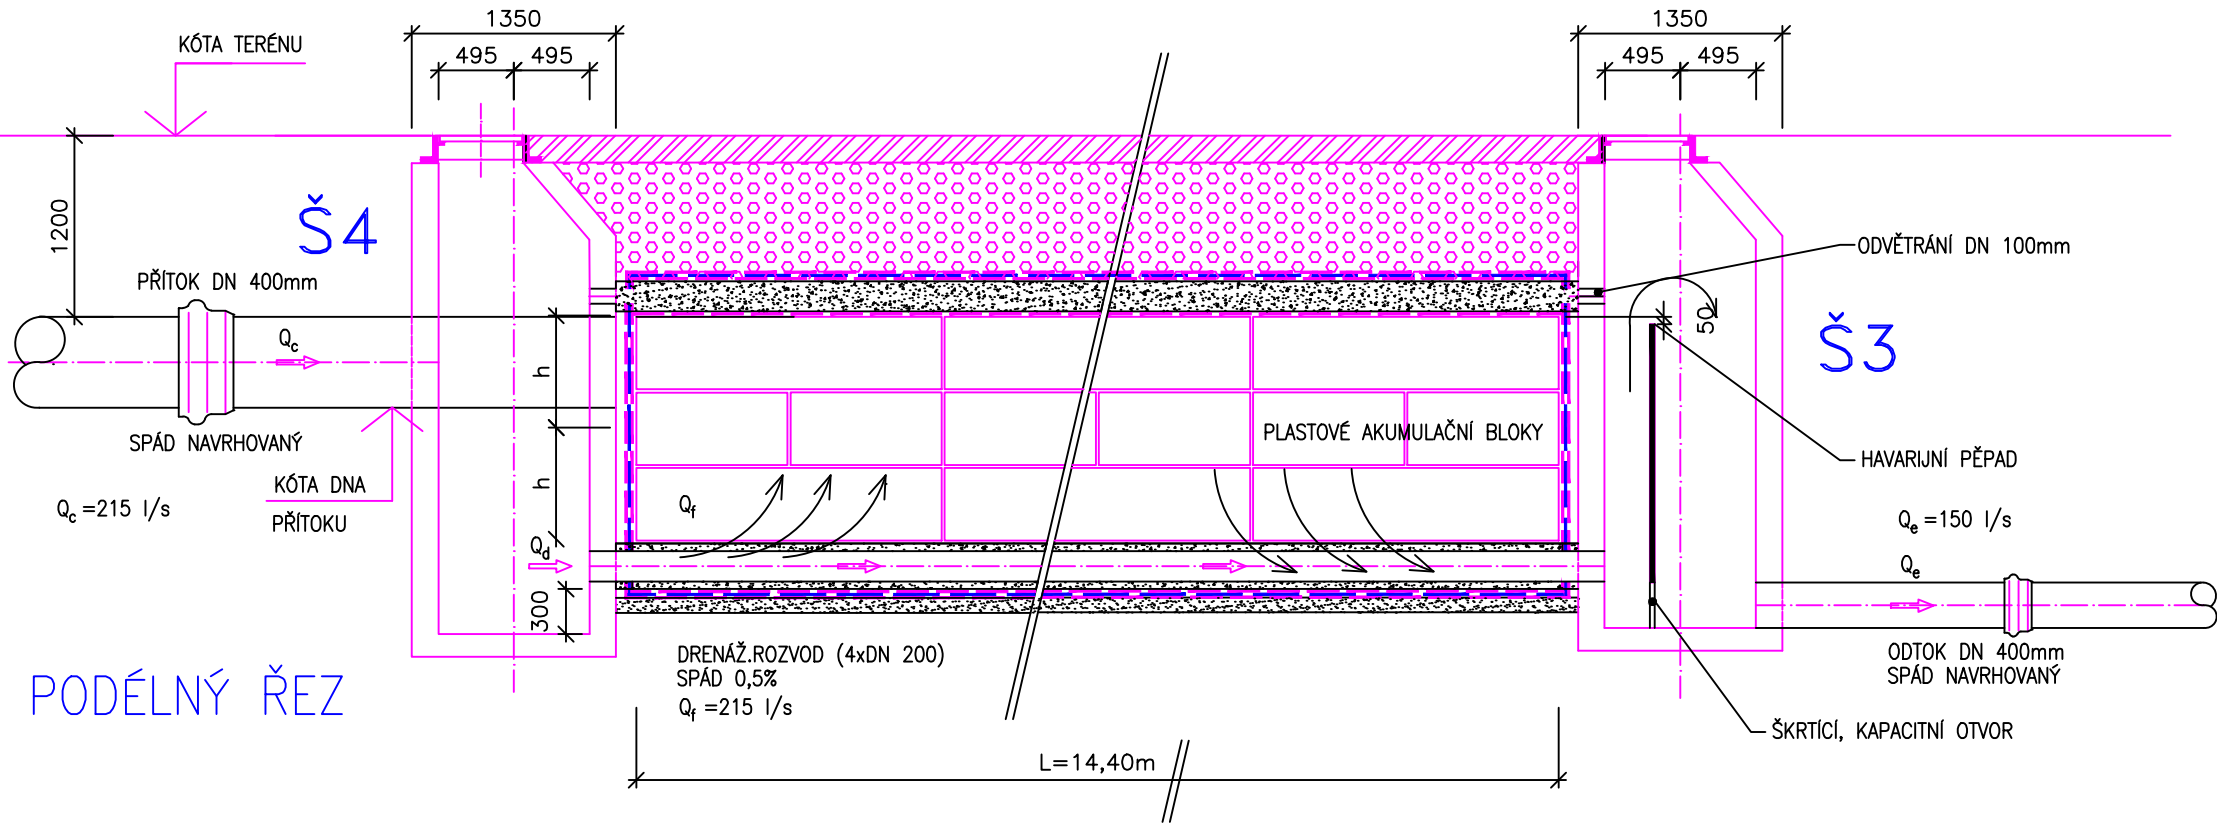 1350
495 495
KÓTA TERÉNU
1200
Š4
PŘÍTOK DN 400mm
Qc
SPÁD NAVRHOVANÝ
KÓTA DNA
PŘÍTOKU
Qc=215 l/s
h
h
Qd
300
Qf
PLASTOVÉ AKUMULAČNÍ BLOKY
DRENÁŽ.ROZVOD (4xDN 200)
SPÁD 0,5%
Qf=215 l/s
L=14,40m
PODÉLNÝ ŘEZ
1350
495 495
ODVĚTRÁNÍ DN 100mm
50
Š3
HAVARIJNÍ PĚPAD
Qe=150 l/s
Qe
ODTOK DN 400mm
SPÁD NAVRHOVANÝ
ŠKRTÍCÍ, KAPACITNÍ OTVOR